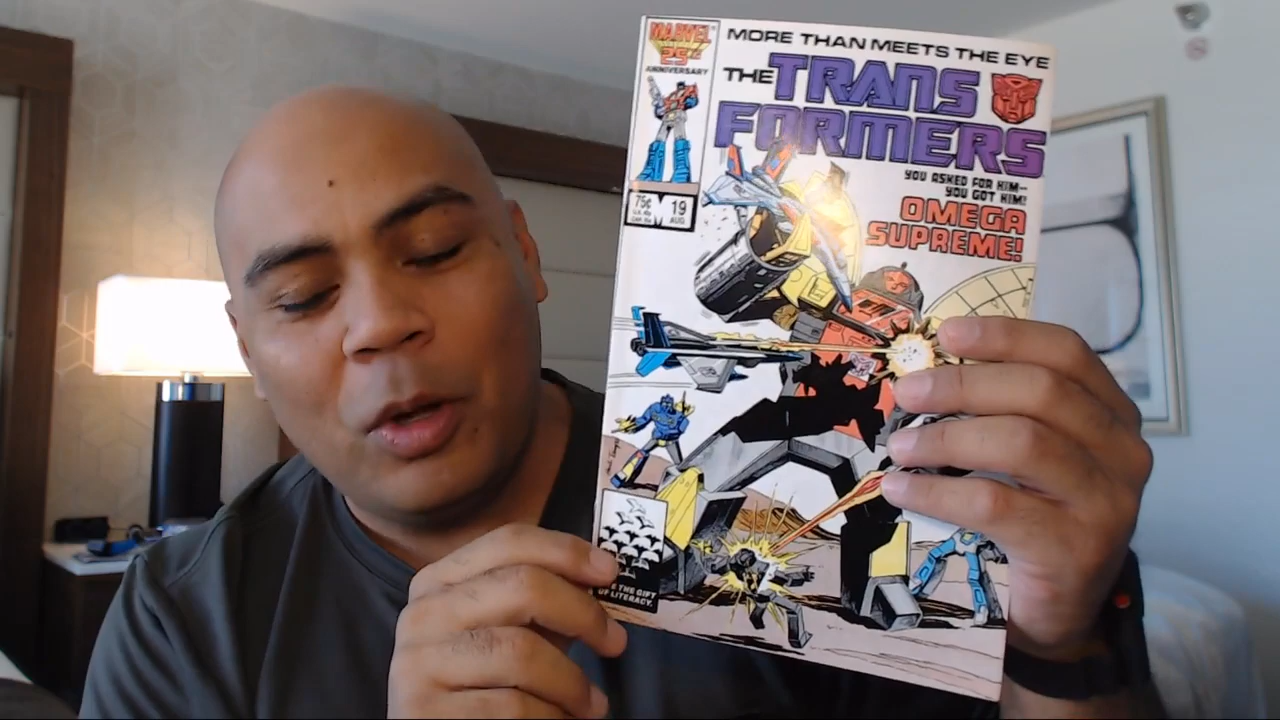 MARVEL
25TH
ANNIVERSARY
MORE THAN MEETS THE EYE
THE TRANS
FORMERS
75¢
19
AUG
M
YOU ASKED FOR HIM--
YOU GOT HIM!
OMEGA
SUPREME!
THE GIFT
OF LITERACY.